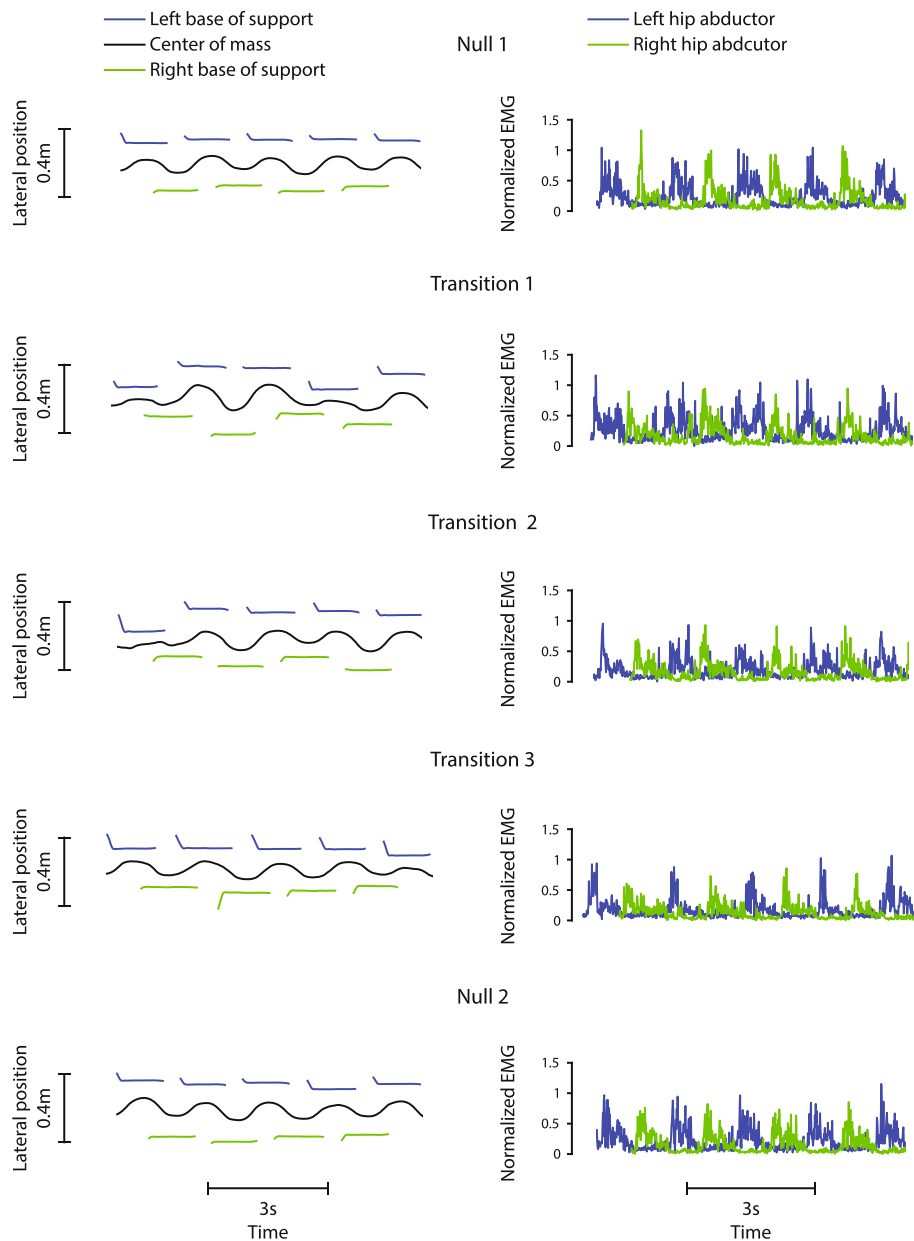 Left base of support
Center of mass
Right base of support
Null 1
Left hip abductor
Right hip abdcutor
Lateral position
0.4m
Normalized EMG
1.5
1
0.5
0
Transition 1
Lateral position
0.4m
Normalized EMG
1.5
1
0.5
0
Transition 2
Lateral position
0.4m
Normalized EMG
1.5
1
0.5
0
Transition 3
Lateral position
0.4m
Normalized EMG
1.5
1
0.5
0
Null 2
Lateral position
0.4m
Normalized EMG
1.5
1
0.5
0
3s
Time
3s
Time